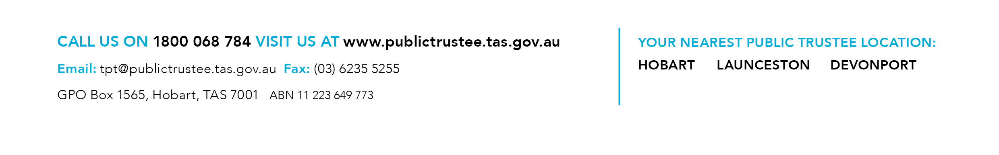 CALL US ON 1800 068 784 VISIT US AT www.publictrustee.tas.gov.au
Email: tpt@publictrustee.tas.gov.au Fax: (03) 6235 5255
GPO Box 1565, Hobart, TAS 7001 ABN 11 223 649 773
YOUR NEAREST PUBLIC TRUSTEE LOCATION:
HOBART LAUNCESTON DEVONPORT